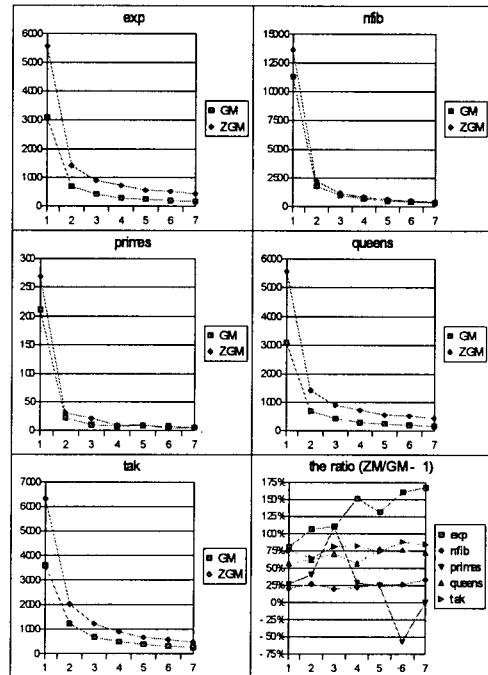 exp
6000
5000
4000
3000
2000
1000
0
1 2 3 4 5 6 7
GM
ZGM
nfib
15000
12500
10000
7500
5000
2500
0
1 2 3 4 5 6 7
GM
ZGM
primes
300
250
200
150
100
50
0
1 2 3 4 5 6 7
GM
ZGM
queens
6000
5000
4000
3000
2000
1000
0
1 2 3 4 5 6 7
GM
ZGM
tak
7000
6000
5000
4000
3000
2000
1000
0
1 2 3 4 5 6 7
GM
ZGM
the ratio (ZM/GM - 1)
175%
150%
125%
100%
75%
50%
25%
0%
-25%
-50%
-75%
1 2 3 4 5 6 7
exp
nfib
primes
queens
tak